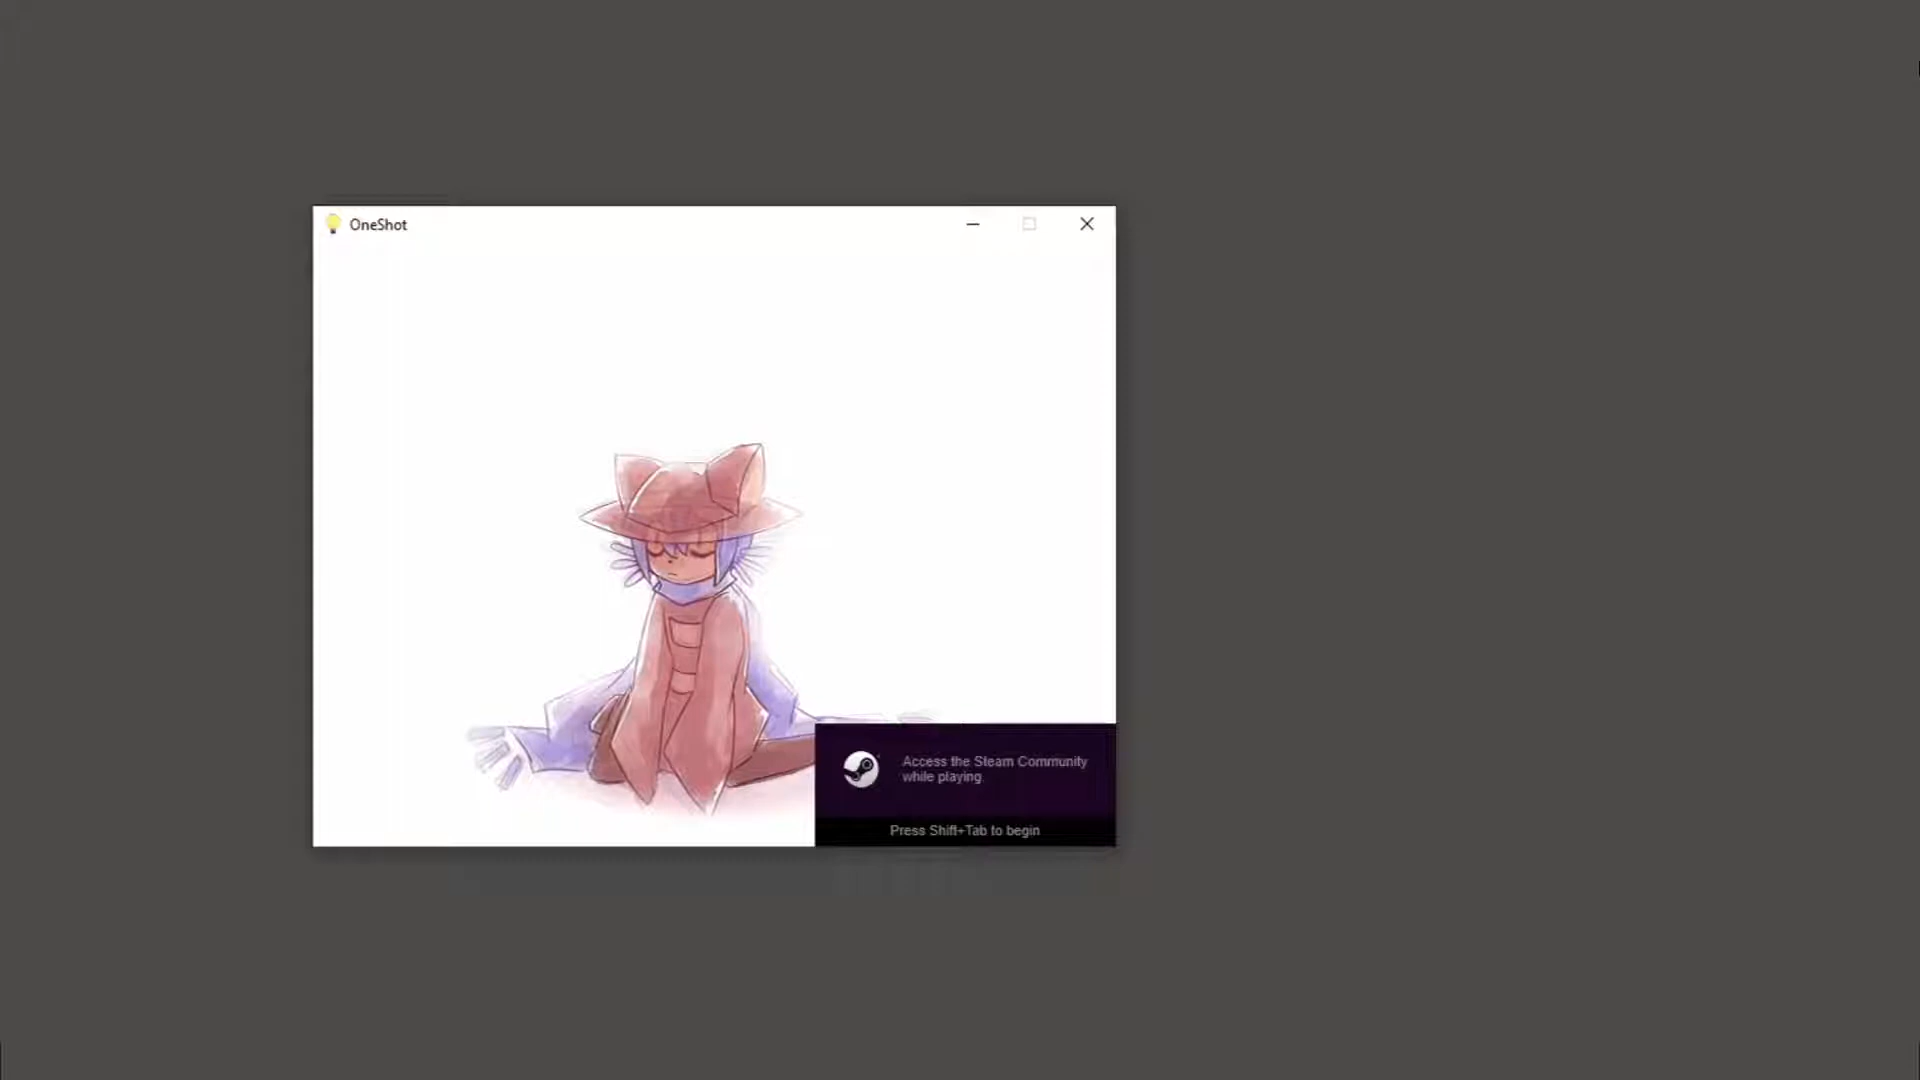 OneShot
Access the Steam Community
while playing.
Press Shift+Tab to begin